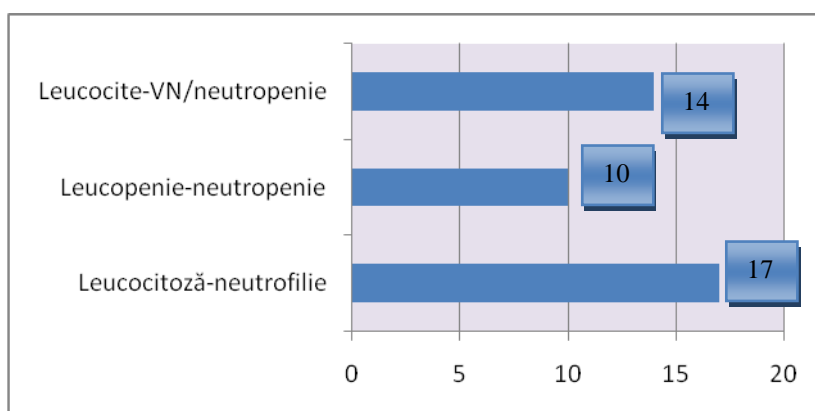 Leucocite-VN/neutropenie
14
Leucopenie-neutropenie
10
Leucocitoză-neutrofilie
17
0 5 10 15 20